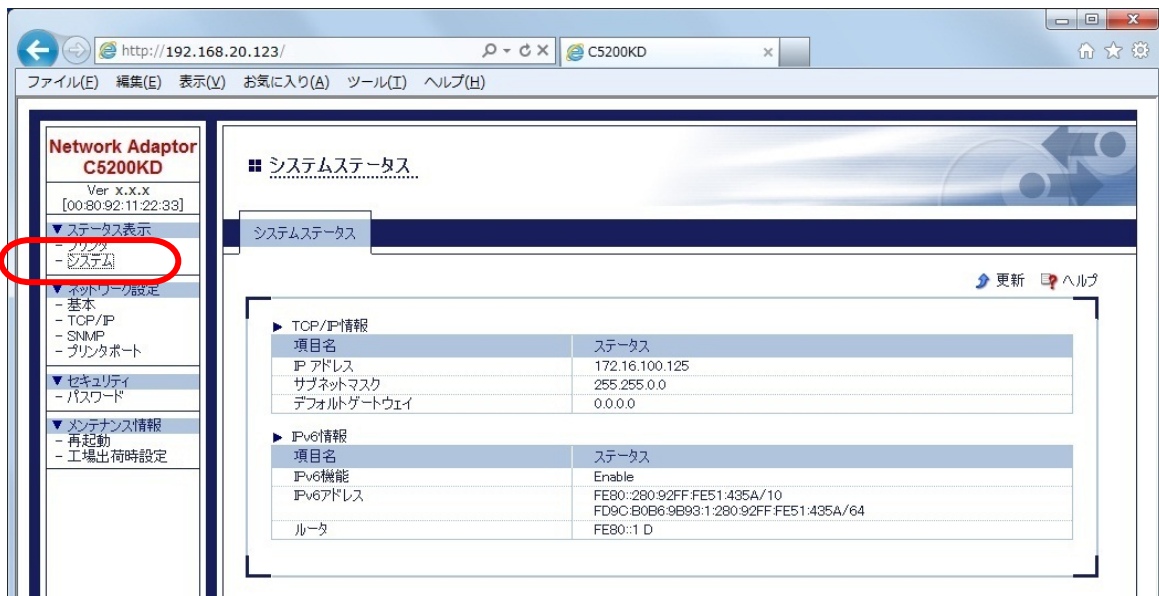 http://192.168.20.123/
C5200KD
ファイル(F) 編集(E) 表示(V) お気に入り(A) ツール(T) ヘルプ(H)
Network Adaptor
C5200KD
Ver x.x.x
[00:80:92:11:22:33]
▼ ステータス表示
- プリンタ
- システム
▼ ネットワーク設定
- 基本
- TCP/IP
- SNMP
- プリンタポート
▼ セキュリティ
- パスワード
▼ メンテナンス情報
- 再起動
- 工場出荷時設定
システムステータス
システムステータス
更新 ヘルプ
▶ TCP/IP情報
項目名 ステータス
IP アドレス 172.16.100.125
サブネットマスク 255.255.0.0
デフォルトゲートウェイ 0.0.0.0
▶ IPv6情報
項目名 ステータス
IPv6機能 Enable
IPv6アドレス FE80::280:92FF:FE51:435A/10
FD9C:B0B6:9B93:1:280:92FF:FE51:435A/64
ルータ FE80::1 D